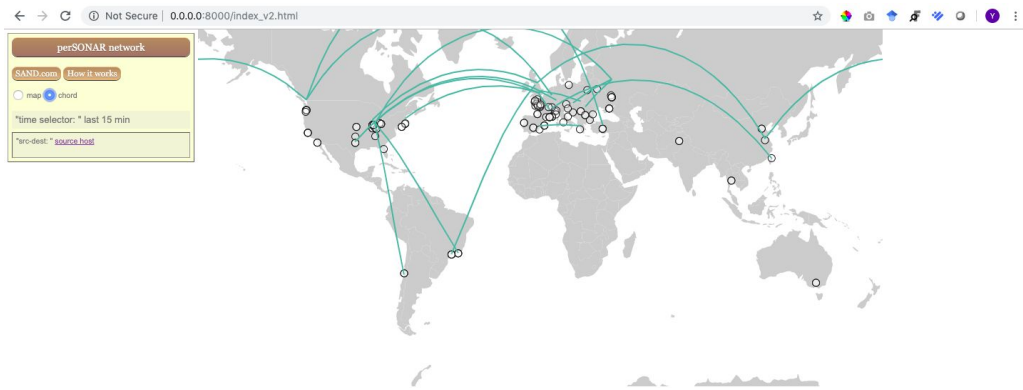 Not Secure | 0.0.0.0:8000/index_v2.html
Y
perSONAR network
SAND.com How it works
map chord
"time selector: " last 15 min
"src-dest: " source host